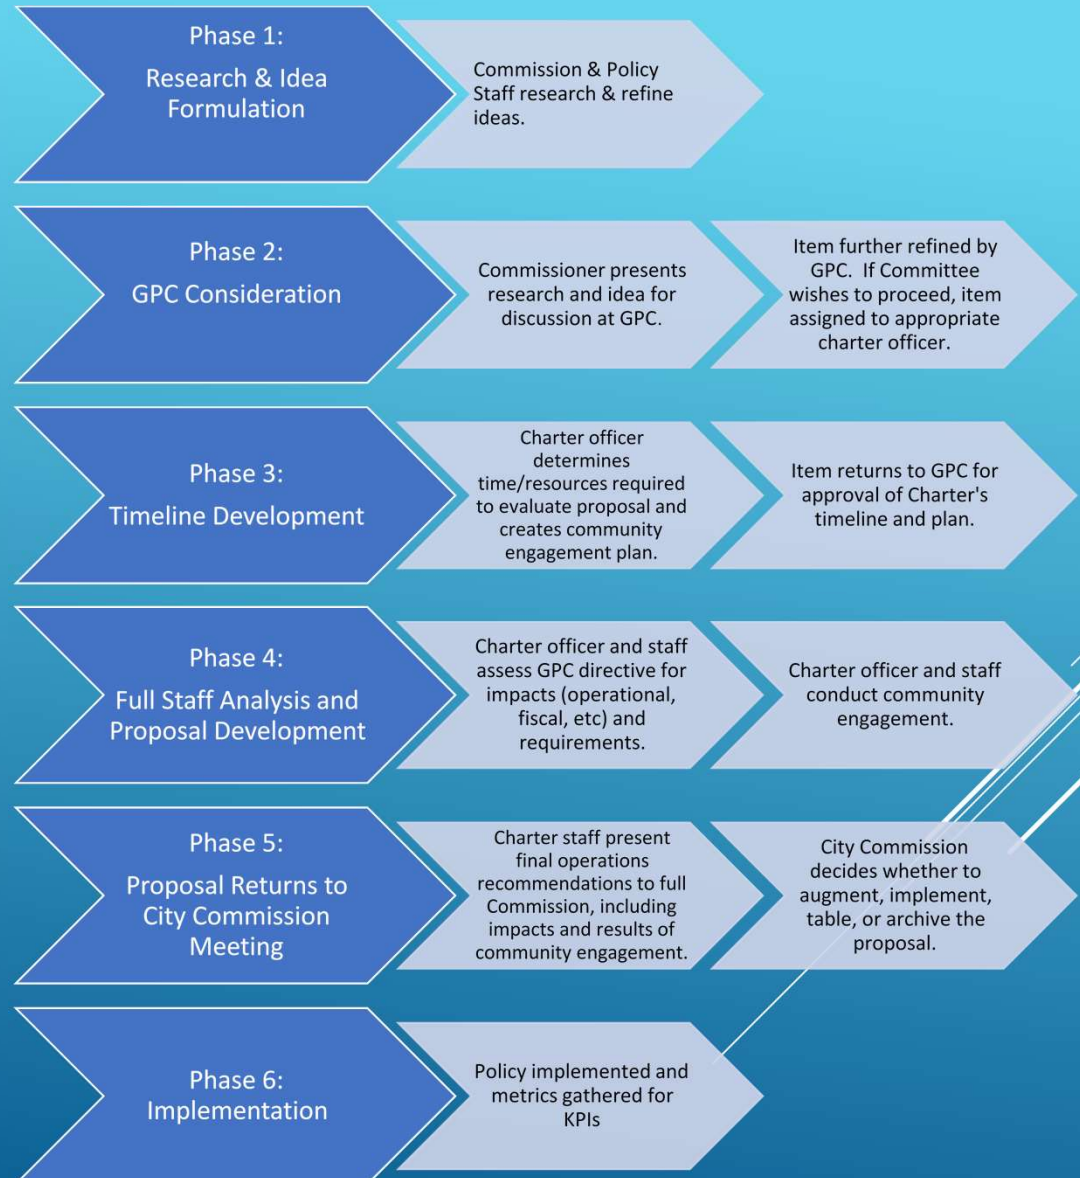 Phase 1:
Research & Idea
Formulation
Commission & Policy
Staff research & refine
ideas.
Phase 2:
GPC Consideration
Commissioner presents
research and idea for
discussion at GPC.
Item further refined by
GPC.  If Committee
wishes to proceed, item
assigned to appropriate
charter officer.
Phase 3:
Timeline Development
Charter officer
determines
time/resources required
to evaluate proposal and
creates community
engagement plan.
Item returns to GPC for
approval of Charter's
timeline and plan.
Phase 4:
Full Staff Analysis and
Proposal Development
Charter officer and staff
assess GPC directive for
impacts (operational,
fiscal, etc) and
requirements.
Charter officer and staff
conduct community
engagement.
Phase 5:
Proposal Returns to
City Commission
Meeting
Charter staff present
final operations
recommendations to full
Commission, including
impacts and results of
community engagement.
City Commission
decides whether to
augment, implement,
table, or archive the
proposal.
Phase 6:
Implementation
Policy implemented and
metrics gathered for
KPIs